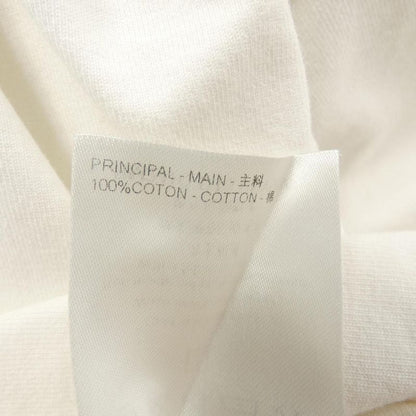 PRINCIPAL - MAIN - 主料
100%COTON - COTTON - 棉